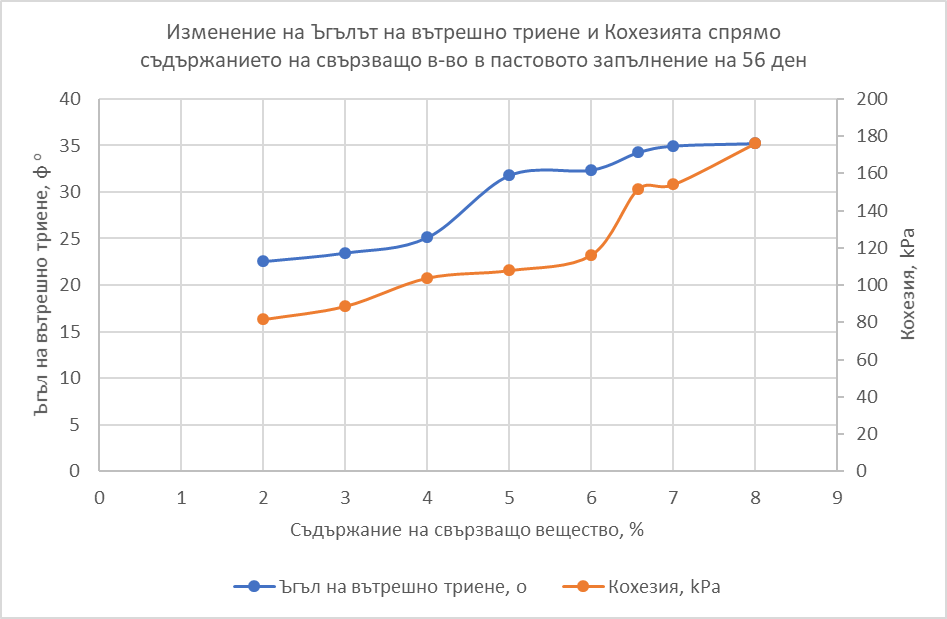 Изменение на Ъгълът на вътрешно триене и Кохезията спрямо
съдържанието на свързващо в-во в пастовото запълнение на 56 ден
40
35
30
25
20
15
10
5
0
Ъгъл на вътрешно триене, ф °
200
180
160
140
120
100
80
60
40
20
0
Кохезия, kPa
0 1 2 3 4 5 6 7 8 9
Съдържание на свързващо вещество, %
Ъгъл на вътрешно триене, о
Кохезия, kPa